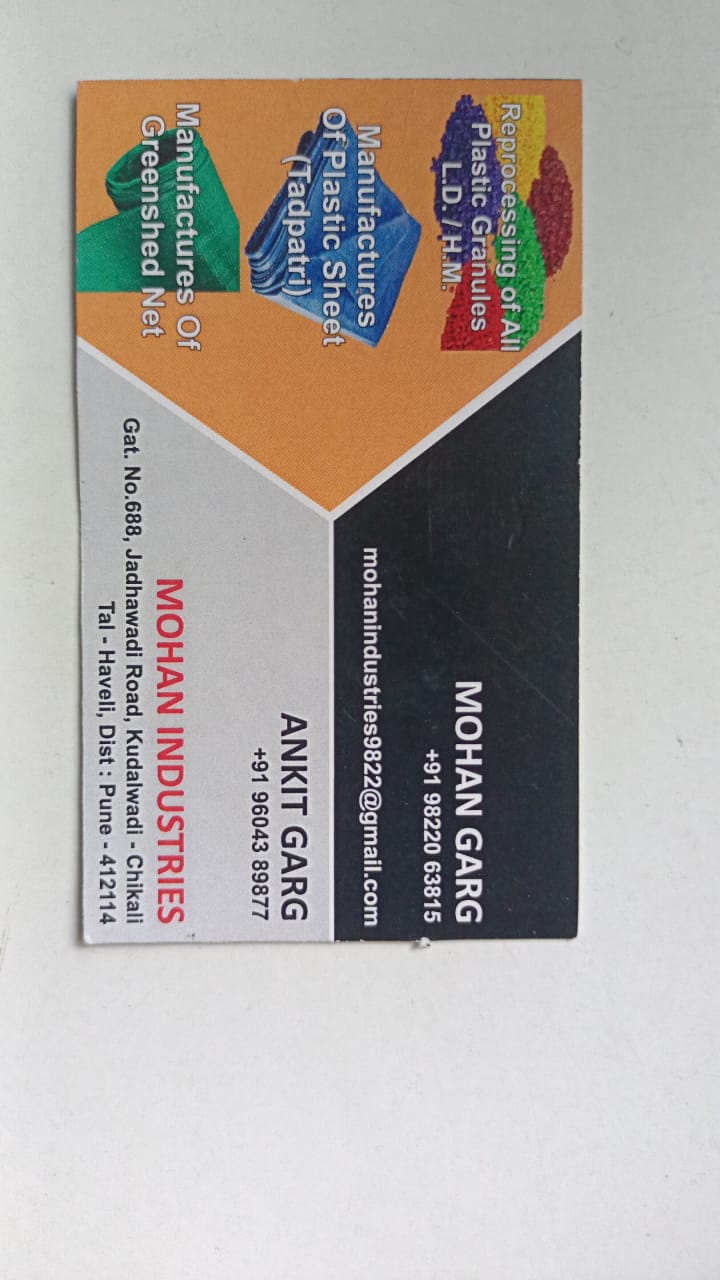 Reprocessing of All
Plastic Granules
L.D. / H.M.
Manufactures
Of Plastic Sheet
(Tadpatri)
Manufactures Of
Greenshed Net
MOHAN GARG
+91 98220 63815
mohanindustries9822@gmail.com
ANKIT GARG
+91 96043 89877
MOHAN INDUSTRIES
Gat. No.688, Jadhawadi Road, Kudalwadi - Chikali
Tal - Haveli, Dist : Pune - 412114